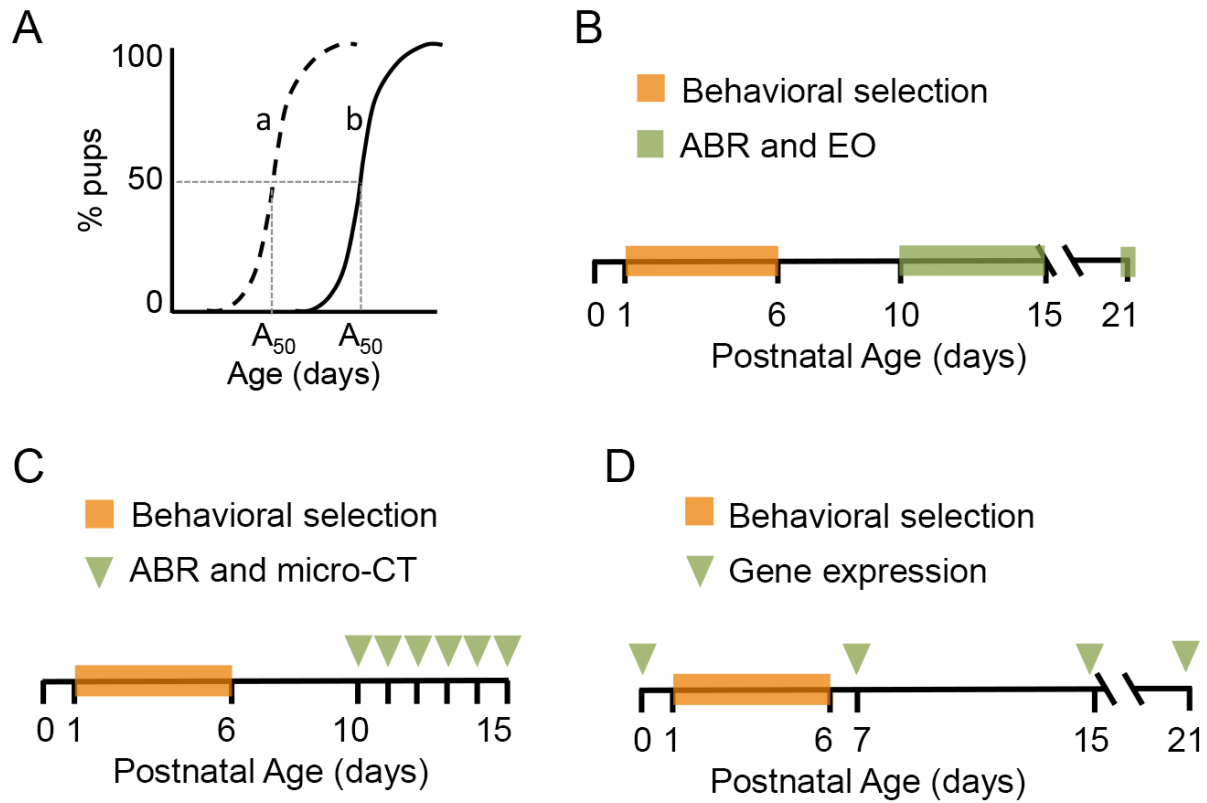 A
100
50
0
% pups
a
b
A50
A50
Age (days)
B
Behavioral selection
ABR and EO
0 1 6 10 15 21
Postnatal Age (days)
C
Behavioral selection
ABR and micro-CT
0 1 6 10 15
Postnatal Age (days)
D
Behavioral selection
Gene expression
0 1 6 7 15 21
Postnatal Age (days)